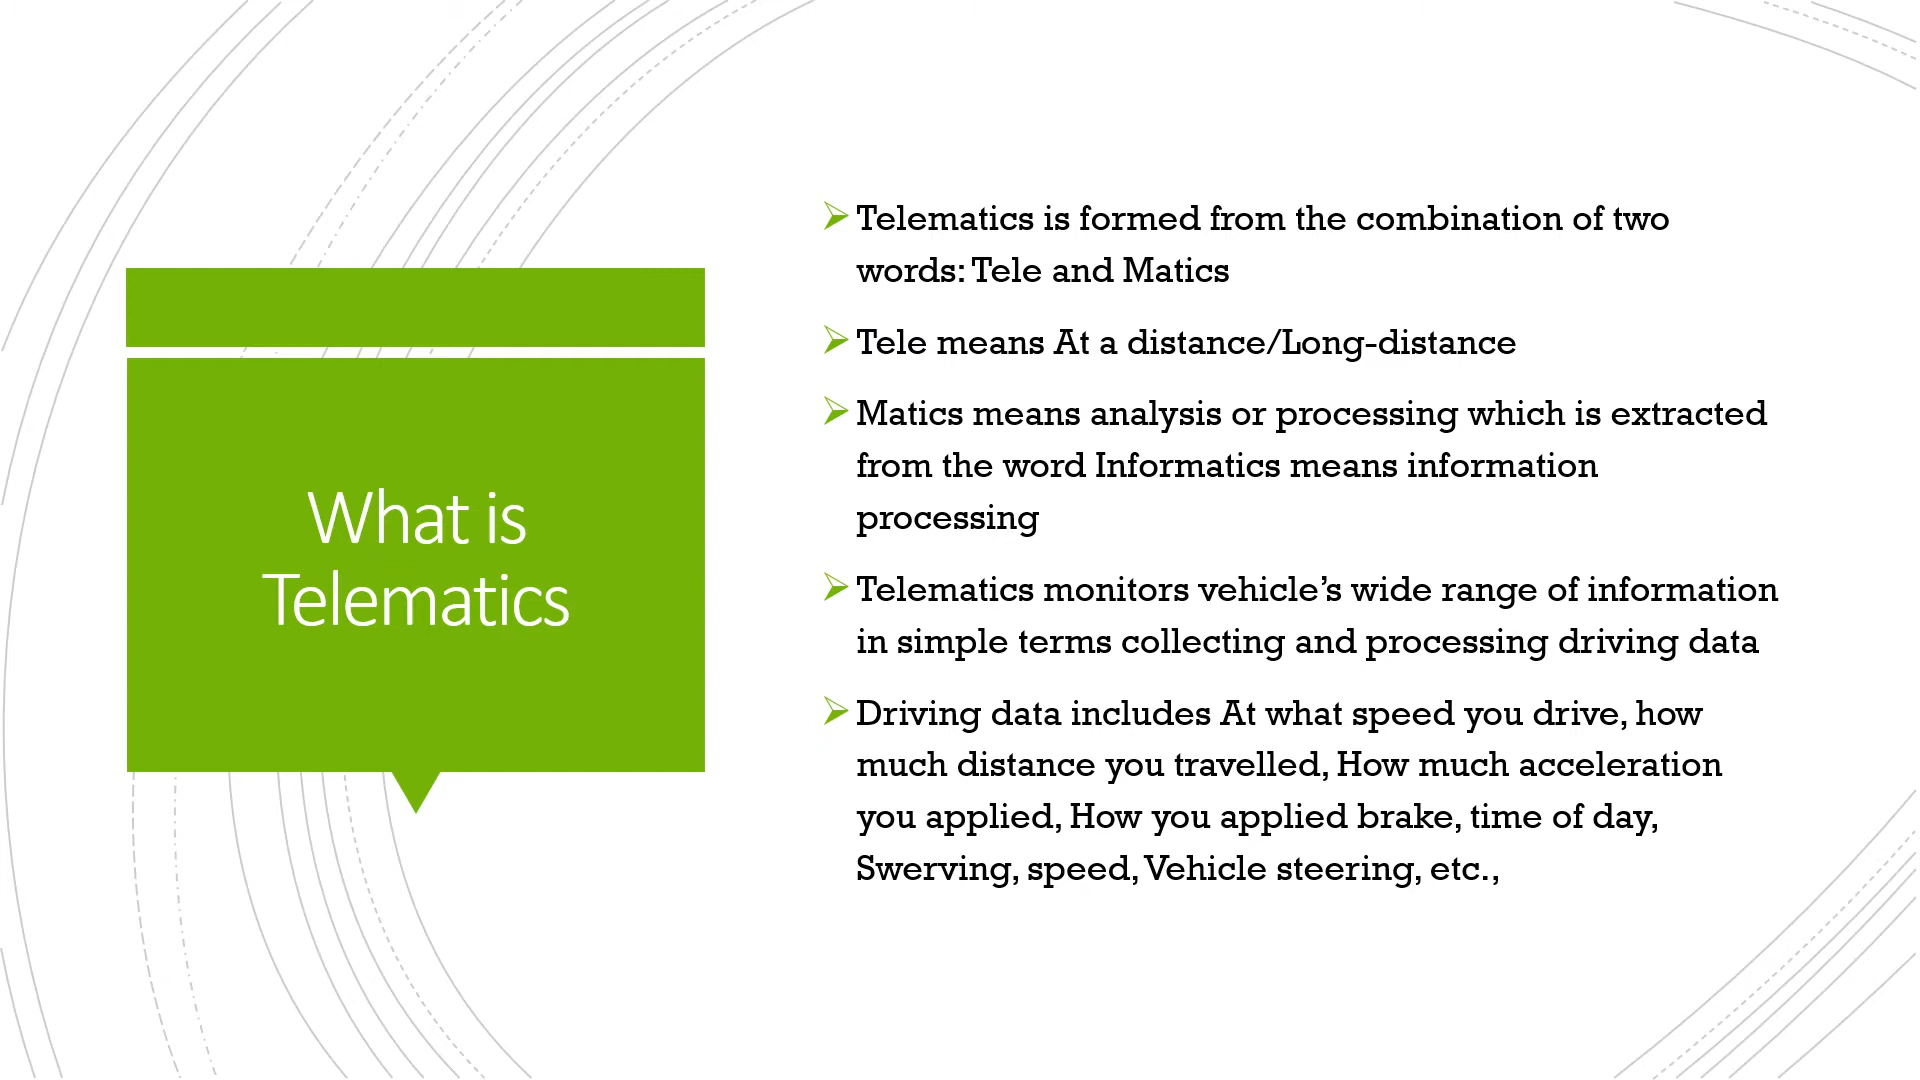 What is
Telematics
Telematics is formed from the combination of two
words: Tele and Matics
Tele means At a distance/Long-distance
Matics means analysis or processing which is extracted
from the word Informatics means information
processing
Telematics monitors vehicle’s wide range of information
in simple terms collecting and processing driving data
Driving data includes At what speed you drive, how
much distance you travelled, How much acceleration
you applied, How you applied brake, time of day,
Swerving, speed, Vehicle steering, etc.,